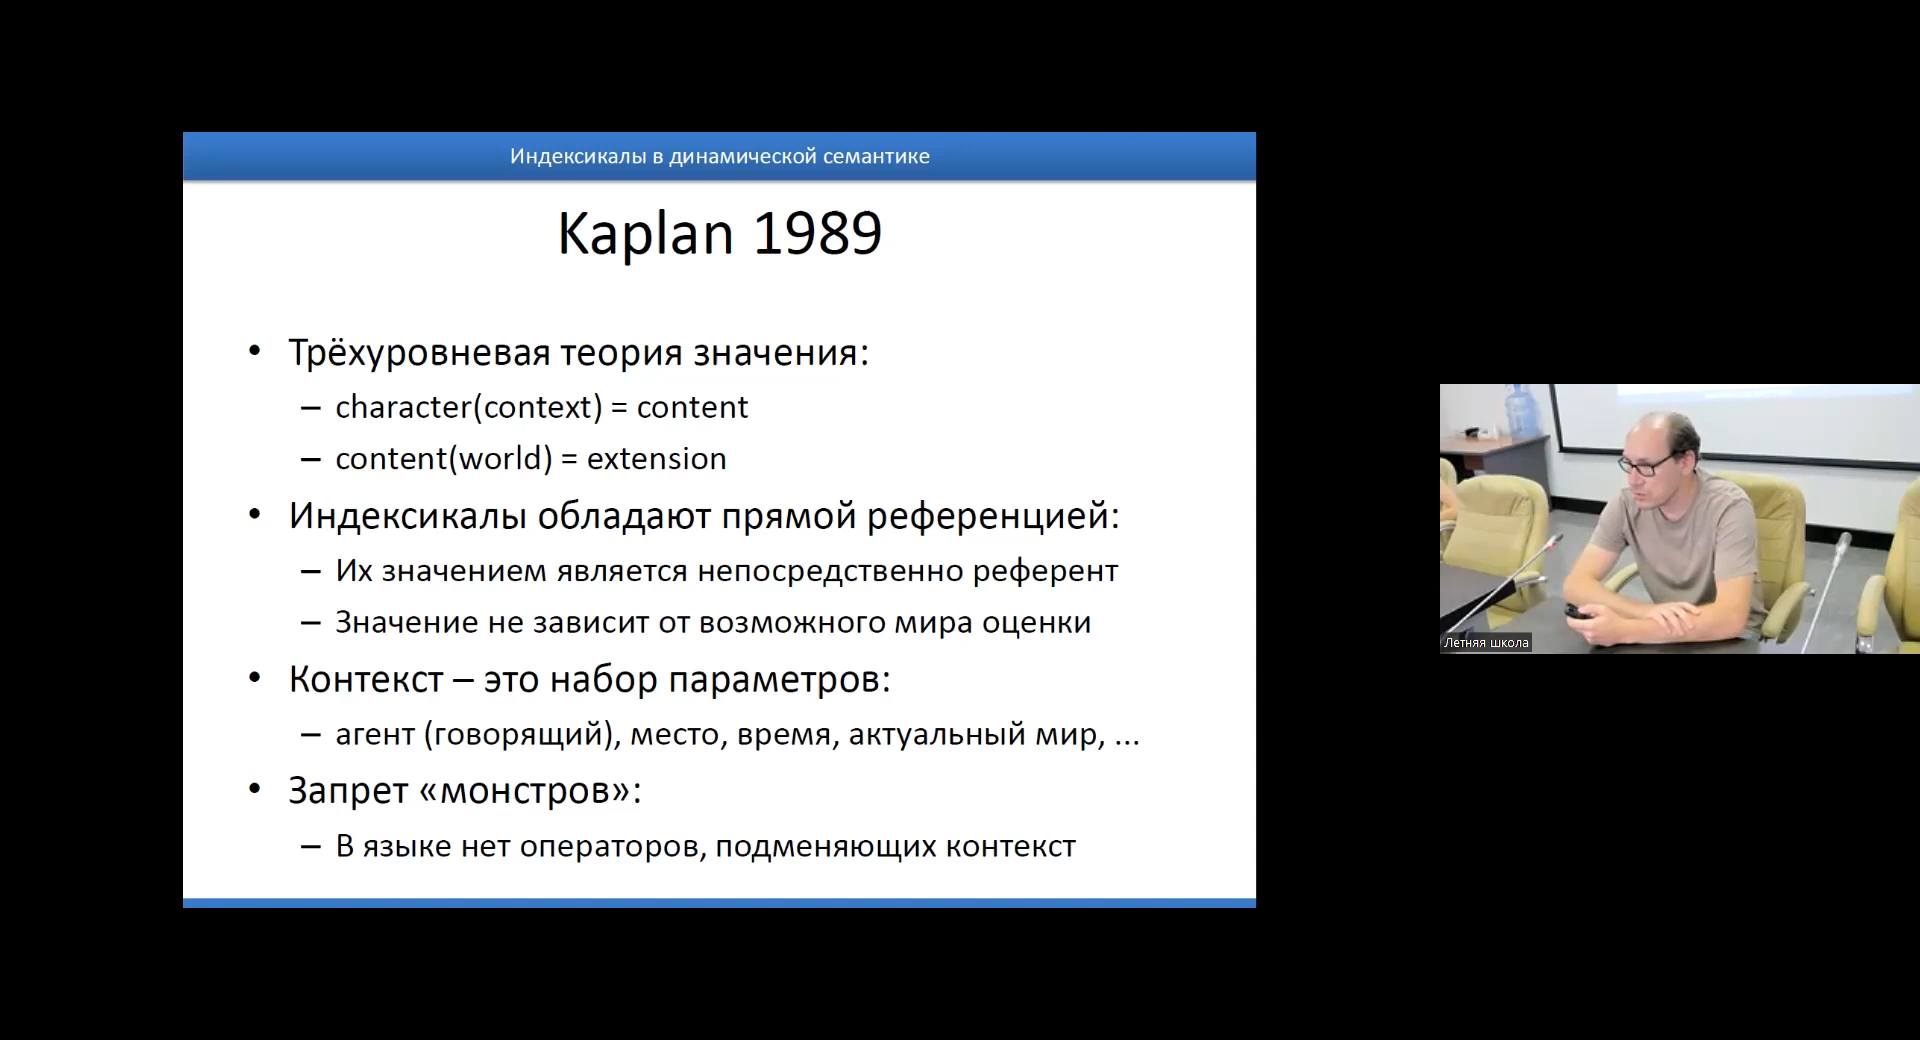 Индексикалы в динамической семантике
Kaplan 1989
• Трёхуровневая теория значения:
– character(context) = content
– content(world) = extension
• Индексикалы обладают прямой референцией:
– Их значением является непосредственно референт
– Значение не зависит от возможного мира оценки
• Контекст – это набор параметров:
– агент (говорящий), место, время, актуальный мир, ...
• Запрет «монстров»:
– В языке нет операторов, подменяющих контекст
Летняя школа